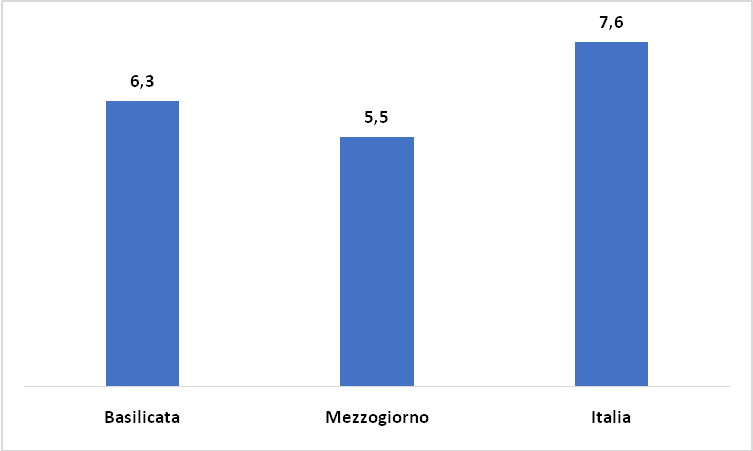 7,6
6,3
5,5
Basilicata
Mezzogiorno
Italia